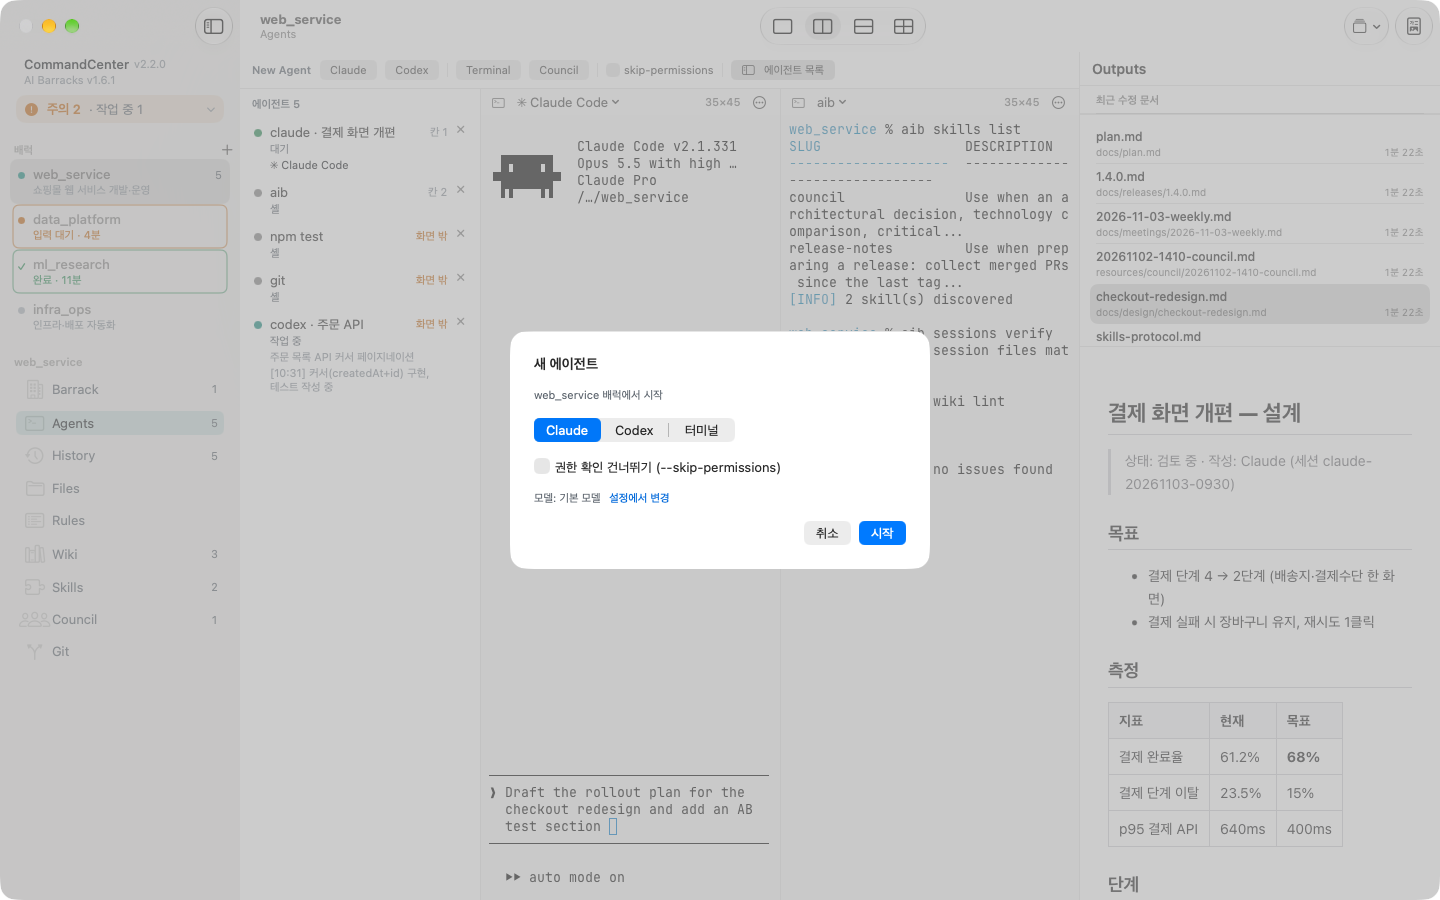 web_service
Agents
CommandCenter v2.2.0
AI Barracks v1.6.1
주의 2 · 작업 중 1
배럭
web_service 5
쇼핑몰 웹 서비스 개발·운영
data_platform
입력 대기 · 4분
ml_research
완료 · 11분
infra_ops
인프라·배포 자동화
web_service
Barrack 1
Agents 5
History 5
Files
Rules
Wiki 3
Skills 2
Council 1
Git
New Agent Claude Codex Terminal Council skip-permissions 에이전트 목록
에이전트 5
claude · 결제 화면 개편 칸 1
대기
✳ Claude Code
aib 칸 2
셸
npm test 화면 밖
셸
git 화면 밖
셸
codex · 주문 API 화면 밖
작업 중
주문 목록 API 커서 페이지네이션
[10:31] 커서(createdAt+id) 구현,
테스트 작성 중
✳ Claude Code 35×45
Claude Code v2.1.331
Opus 5.5 with high …
Claude Pro
/…/web_service
❯ Draft the rollout plan for the
checkout redesign and add an AB
test section
⏵⏵ auto mode on
aib 35×45
web_service % aib skills list
SLUG DESCRIPTION
-------------------- -------------
------------------
council Use when an a
rchitectural decision, technology c
omparison, critical...
release-notes Use when prep
aring a release: collect merged PRs
since the last tag...
[INFO] 2 skill(s) discovered
web_service % aib sessions verify
session files mat
wiki lint
no issues found
새 에이전트
web_service 배럭에서 시작
Claude Codex 터미널
권한 확인 건너뛰기 (--skip-permissions)
모델: 기본 모델 설정에서 변경
취소 시작
Outputs
최근 수정 문서
plan.md
docs/plan.md 1분 22초
1.4.0.md
docs/releases/1.4.0.md 1분 22초
2026-11-03-weekly.md
docs/meetings/2026-11-03-weekly.md 1분 22초
20261102-1410-council.md
resources/council/20261102-1410-council.md 1분 22초
checkout-redesign.md
docs/design/checkout-redesign.md 1분 22초
skills-protocol.md
결제 화면 개편 — 설계
상태: 검토 중 · 작성: Claude (세션 claude-
20261103-0930)
목표
• 결제 단계 4 → 2단계 (배송지·결제수단 한 화
면)
• 결제 실패 시 장바구니 유지, 재시도 1클릭
측정
지표 현재 목표
결제 완료율 61.2% 68%
결제 단계 이탈 23.5% 15%
p95 결제 API 640ms 400ms
단계